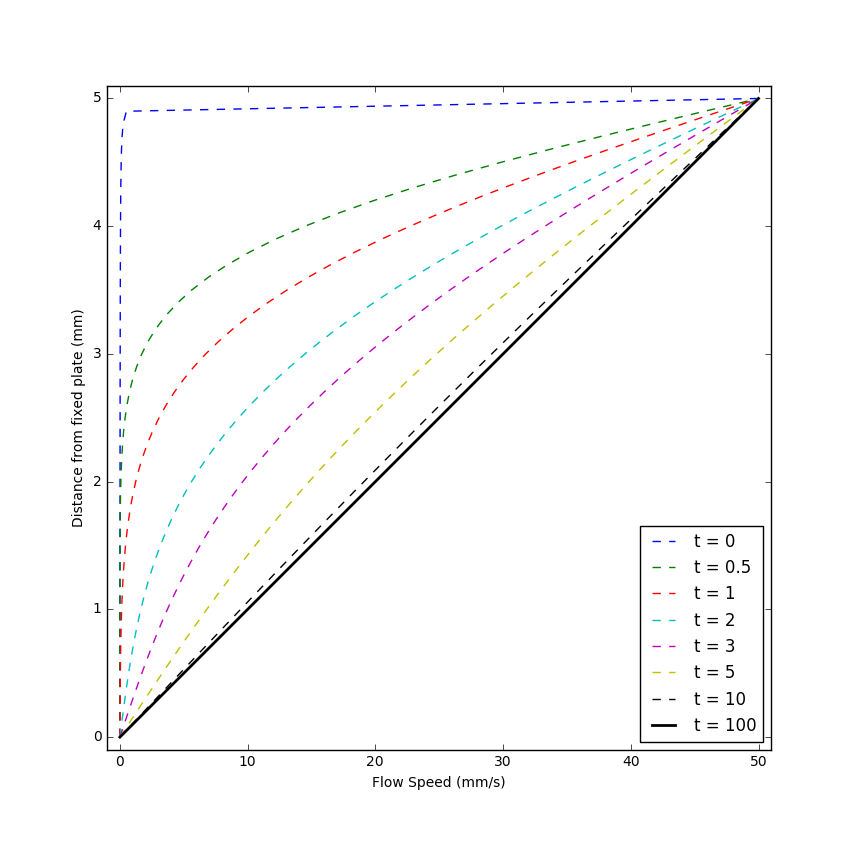 5
4
3
2
1
0
Distance from fixed plate (mm)
0 10 20 30 40 50
Flow Speed (mm/s)
t = 0
t = 0.5
t = 1
t = 2
t = 3
t = 5
t = 10
t = 100